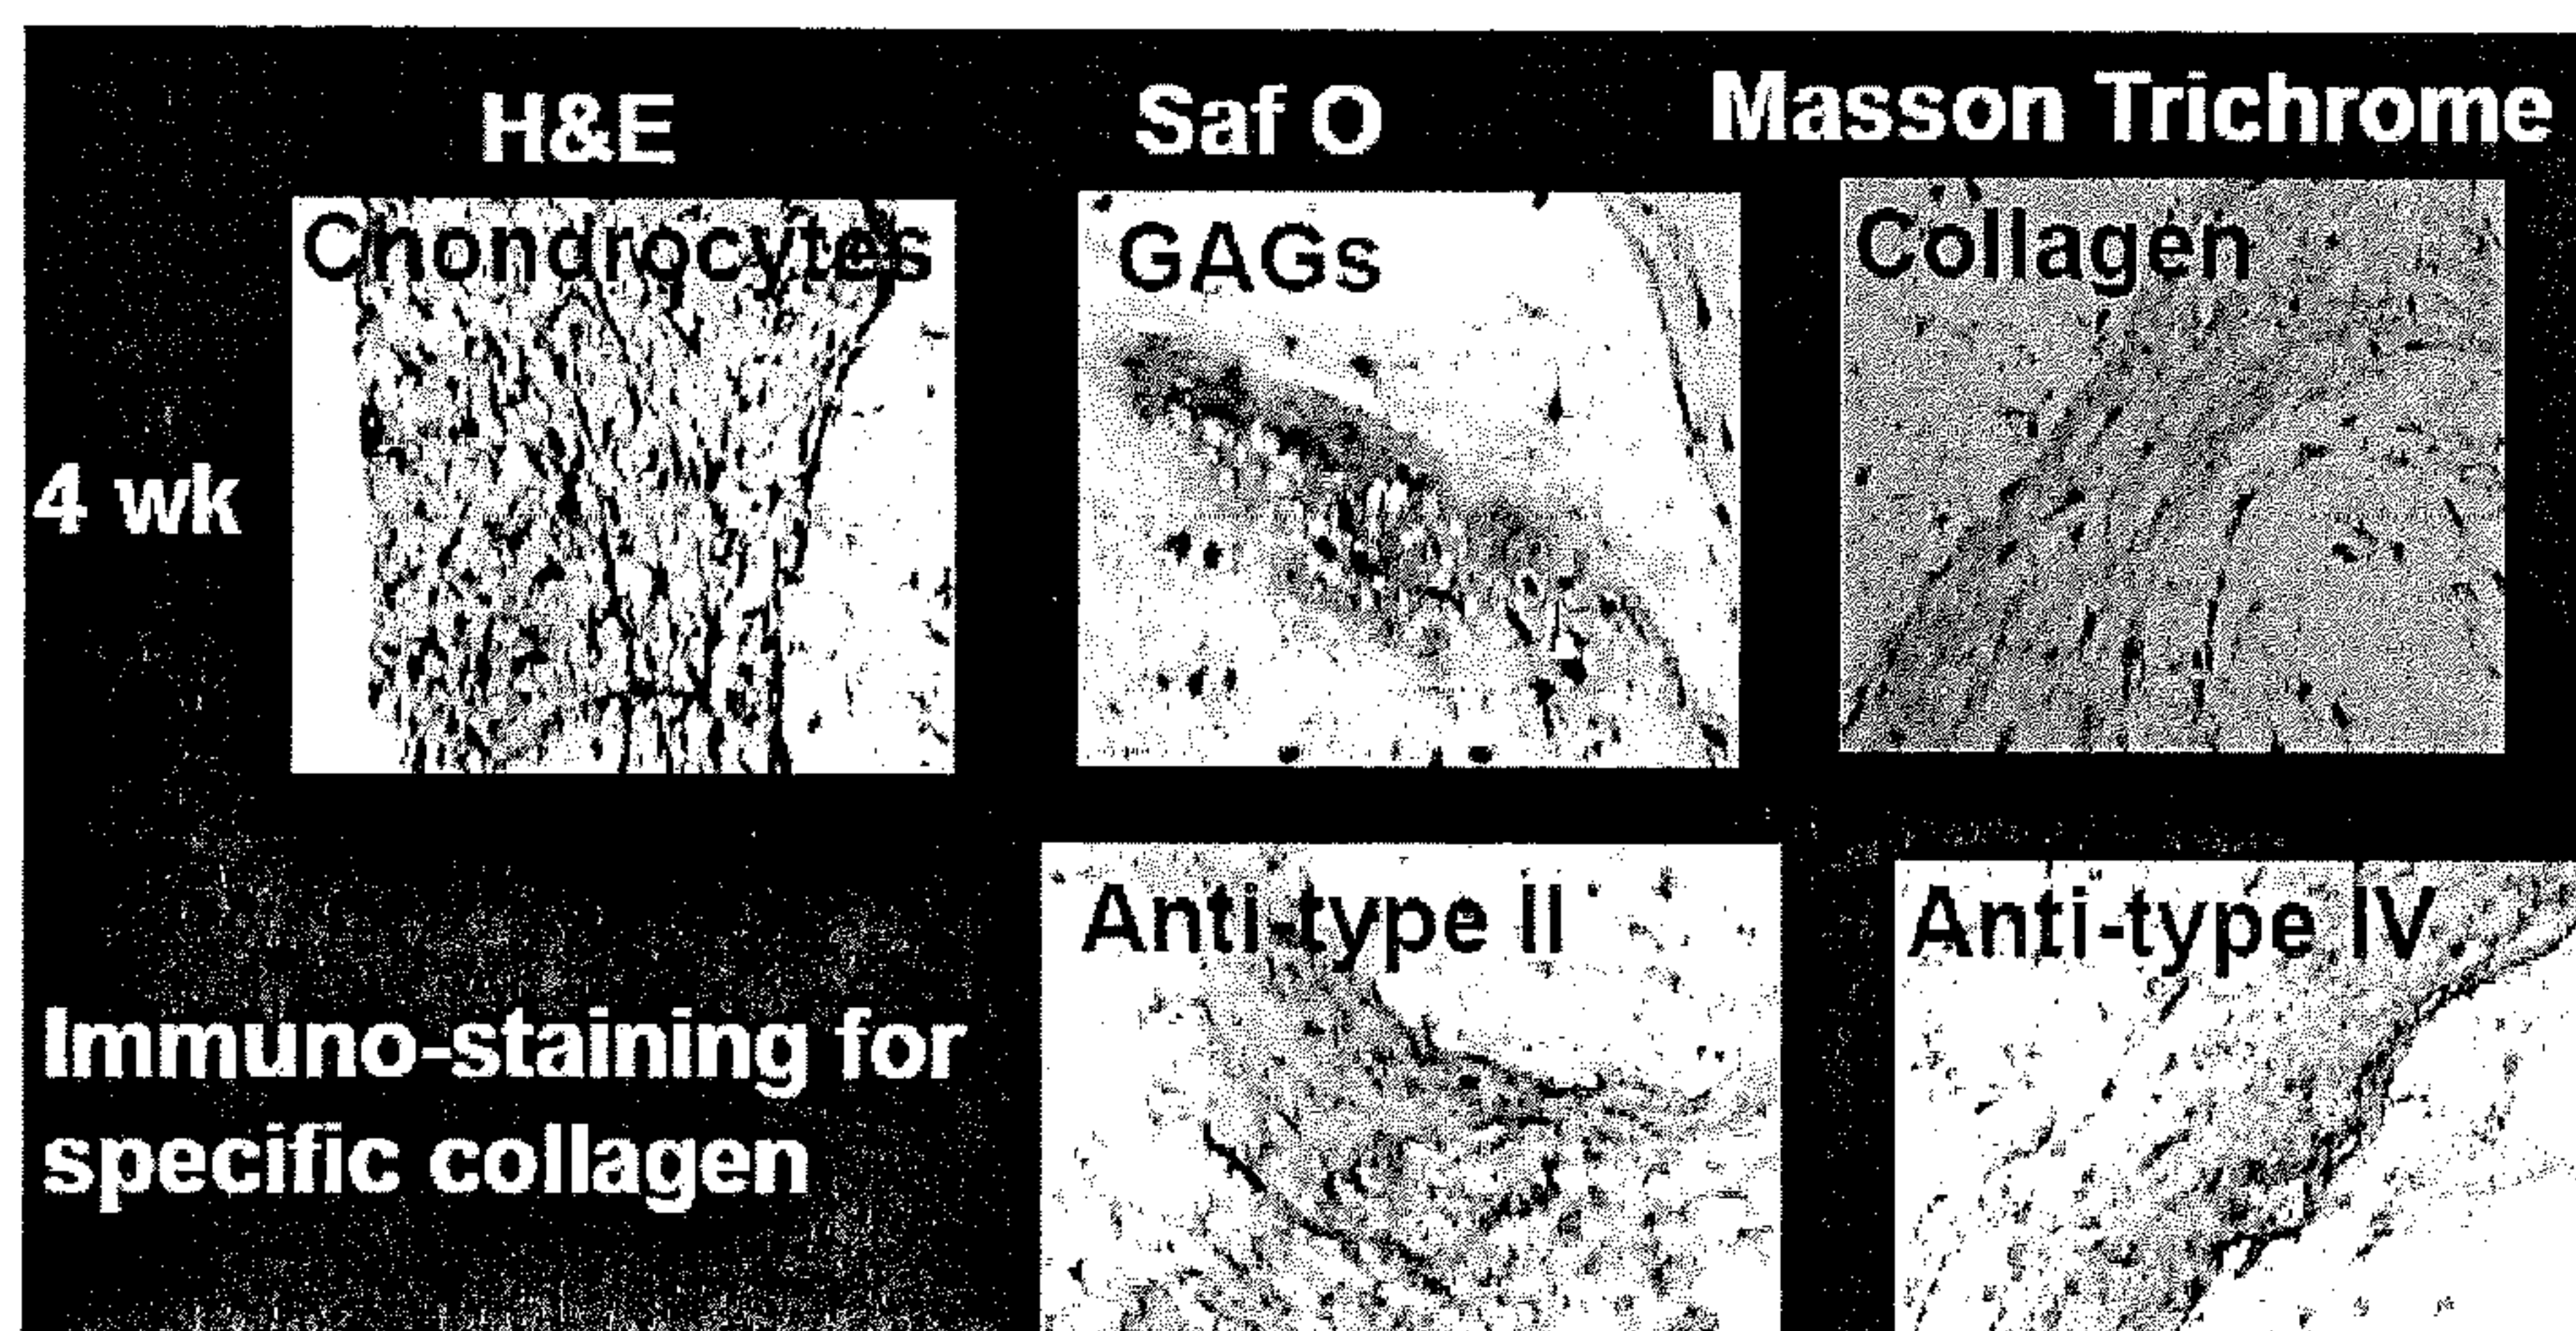 H&E
Saf O
Masson Trichrome
Chondrocytes
GAGs
Collagen
4 wk
Anti-type II
Anti-type IV
Immuno-staining for
specific collagen